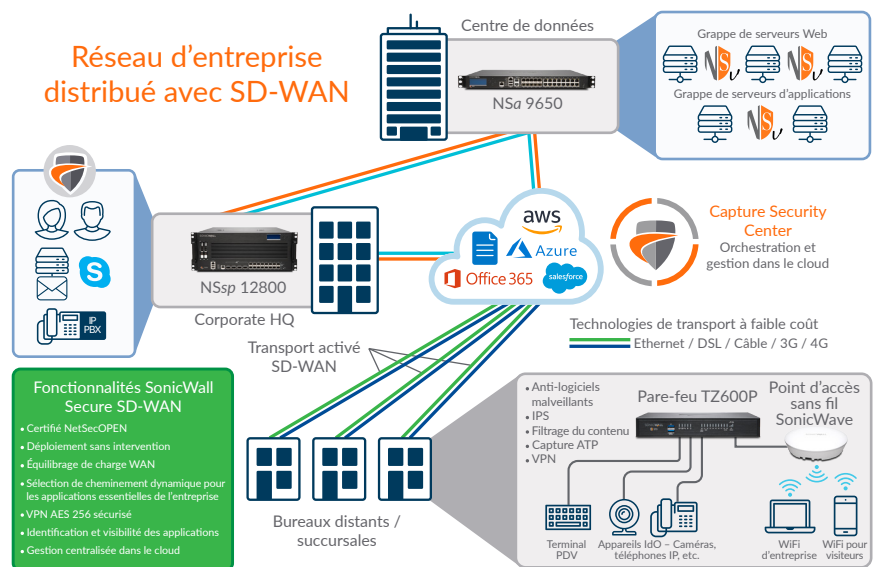 Réseau d'entreprise
distribué avec SD-WAN
Centre de données
NSa 9650
Grappe de serveurs Web
NSv
NSv
Grappe de serveurs d'applications
NSv
NSsp 12800
Corporate HQ
IP
PBX
aws
Azure
Office 365
salesforce
Capture Security
Center
Orchestration et
gestion dans le cloud
Technologies de transport à faible coût
Ethernet / DSL / Câble / 3G / 4G
Transport activé
SD-WAN
Fonctionnalités SonicWall
Secure SD-WAN
• Certifié NetSecOPEN
• Déploiement sans intervention
• Équilibrage de charge WAN
• Sélection de cheminement dynamique pour
les applications essentielles de l'entreprise
• VPN AES 256 sécurisé
• Identification et visibilité des applications
• Gestion centralisée dans le cloud
Bureaux distants /
succursales
• Anti-logiciels
malveillants
• IPS
• Filtrage du contenu
• Capture ATP
• VPN
Pare-feu TZ600P
Point d'accès
sans fil
SonicWave
Terminal
PDV
Appareils IdO – Caméras,
téléphones IP, etc.
WiFi
d'entreprise
WiFi pour
visiteurs